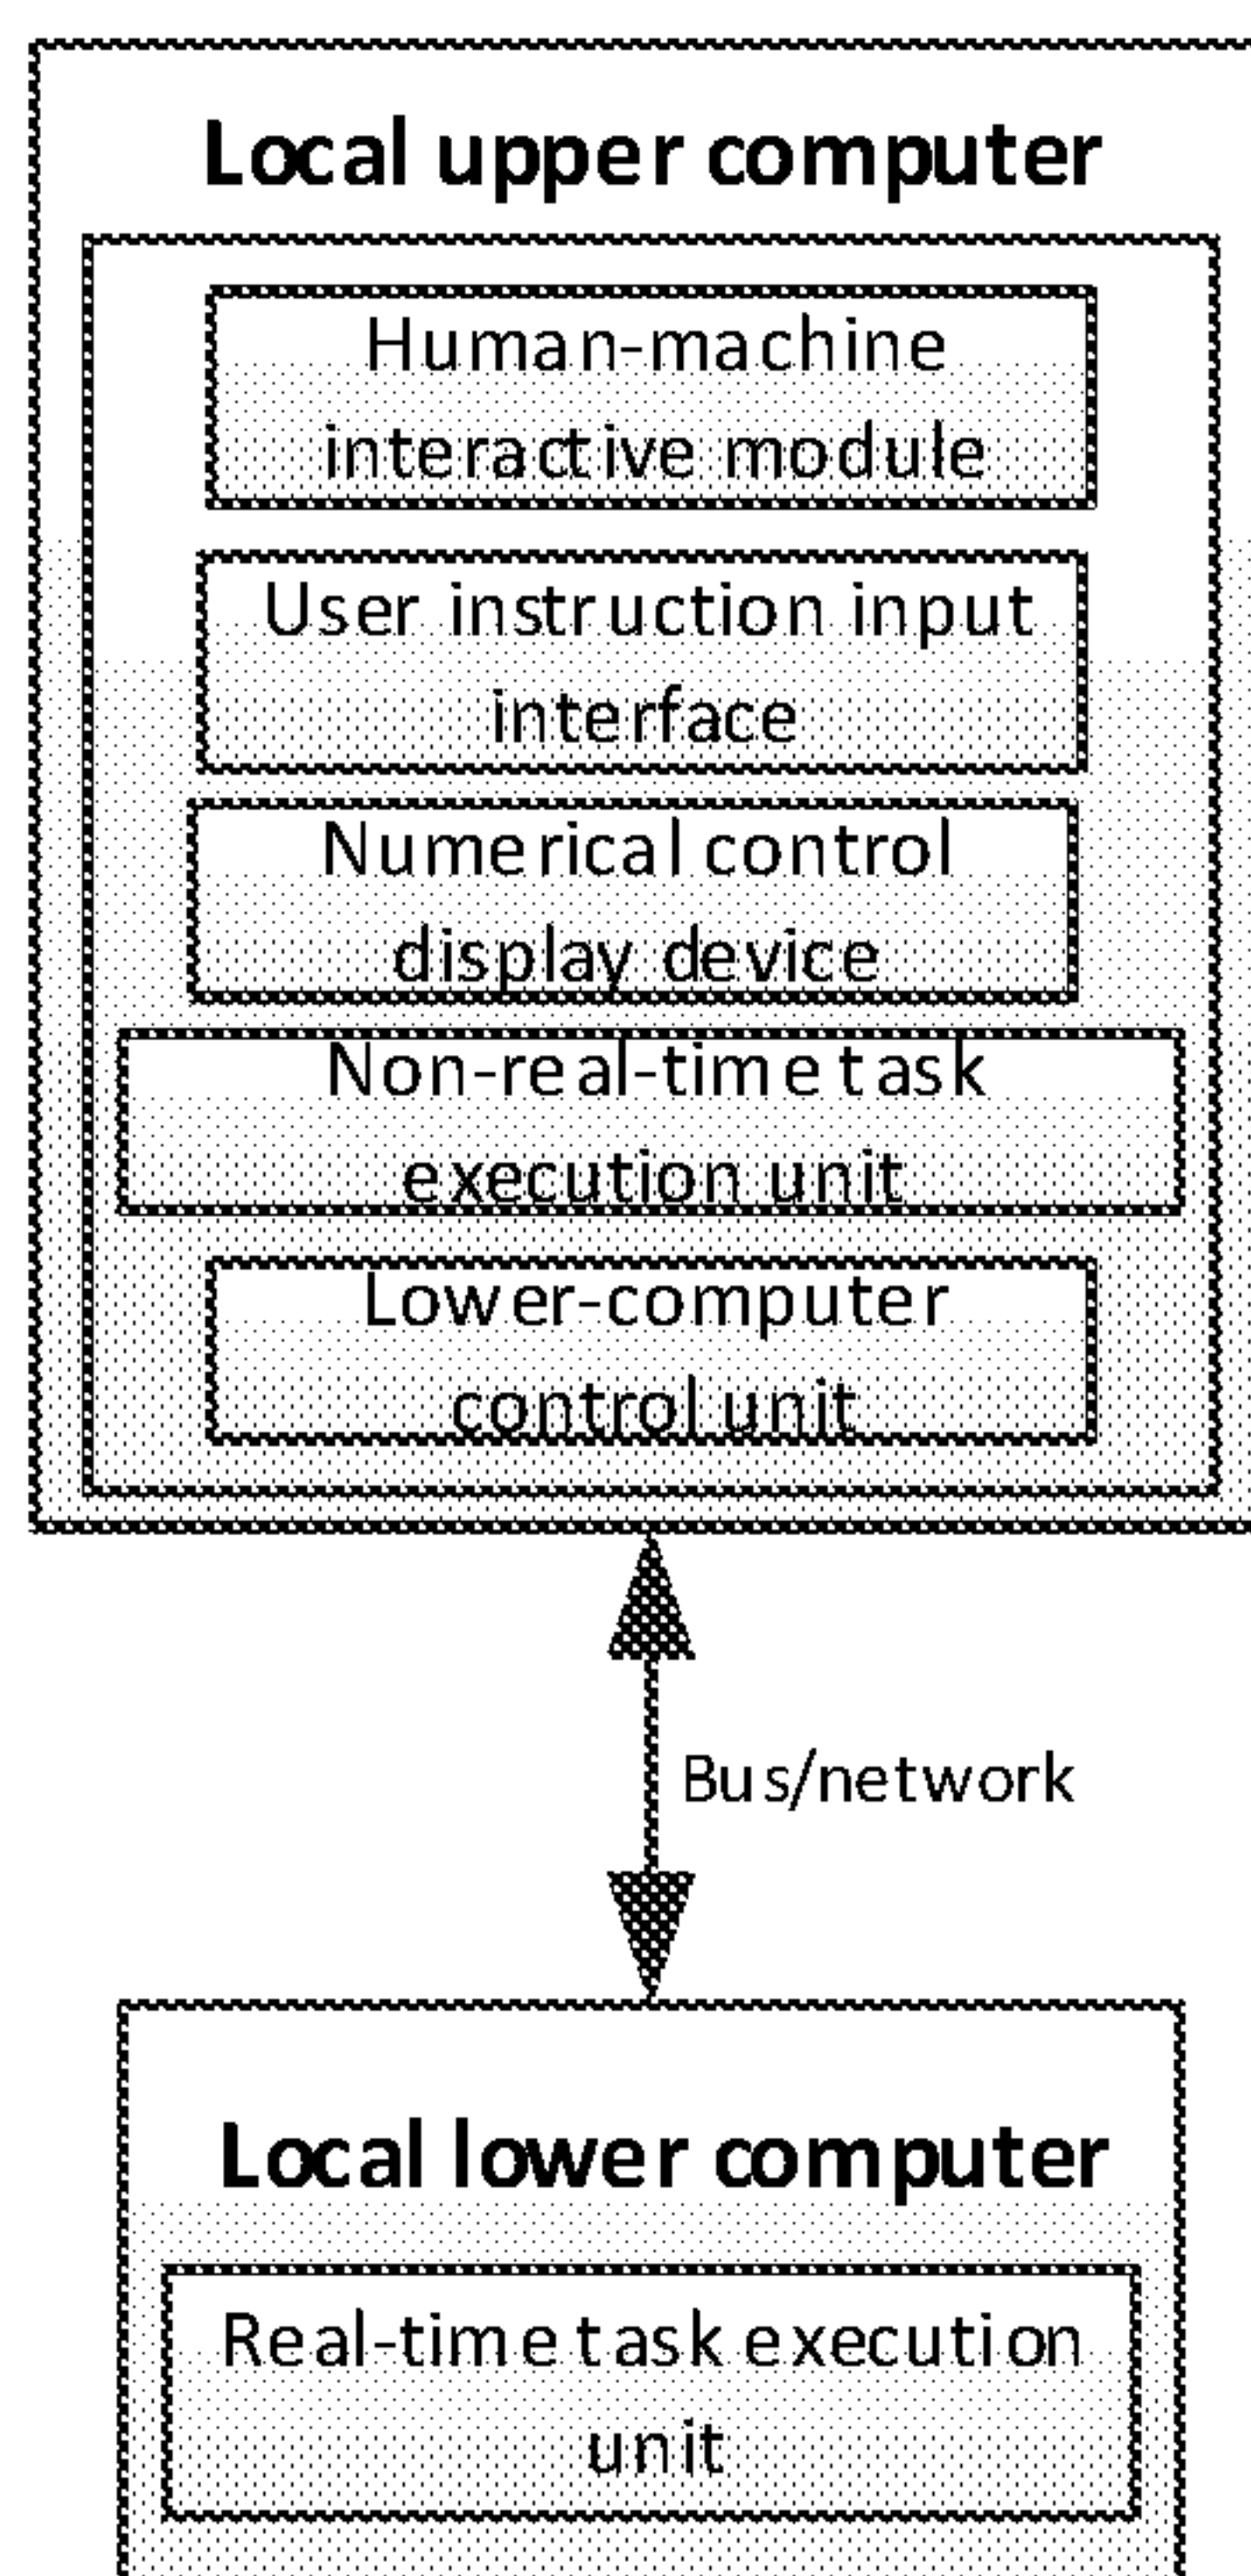 Local upper computer
Human-machine
interactive module
User instruction input
interface
Numerical control
display device
Non-real-time task
execution unit
Lower-computer
control unit
Bus/network
Local lower computer
Real-time task execution
unit